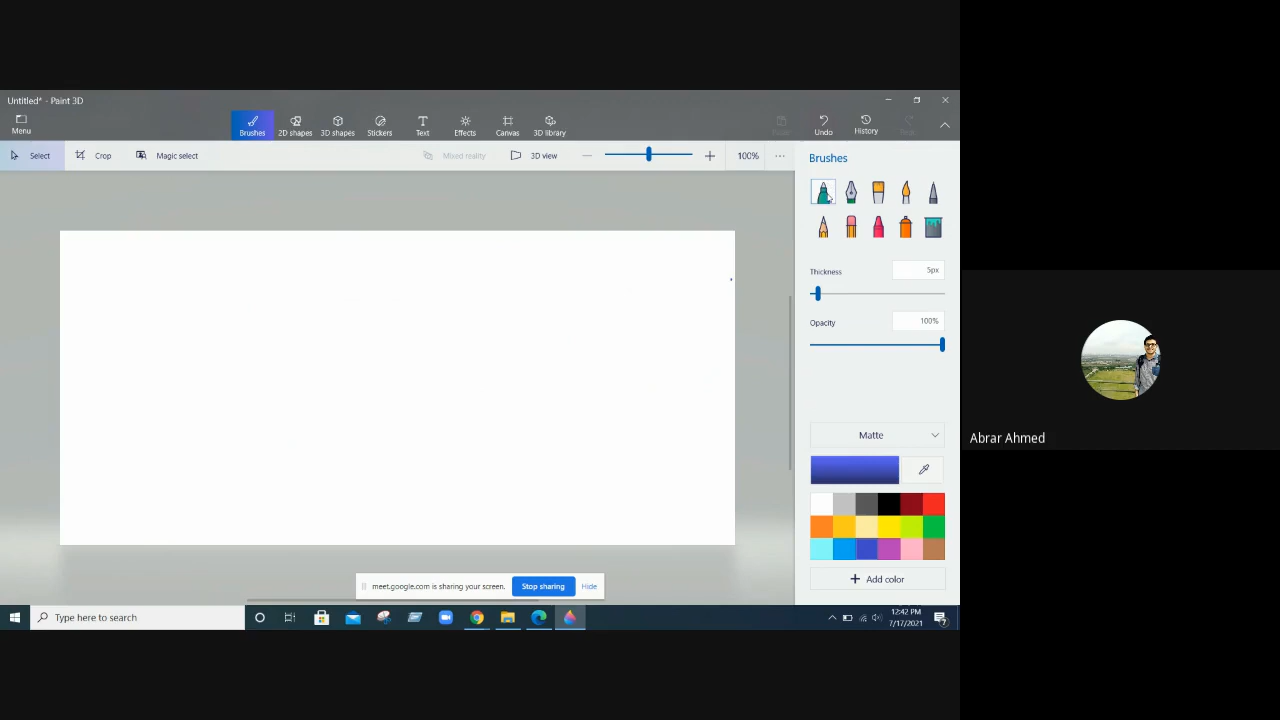 Untitled* - Paint 3D
Menu
Brushes
2D shapes
3D shapes
Stickers
Text
Effects
Canvas
3D library
Undo
History
Select
Crop
Magic select
Mixed reality
3D view
100%
Brushes
Thickness
5px
Opacity
100%
Matte
Add color
Abrar Ahmed
meet.google.com is sharing your screen.
Stop sharing
Hide
Type here to search
12:42 PM
7/17/2021